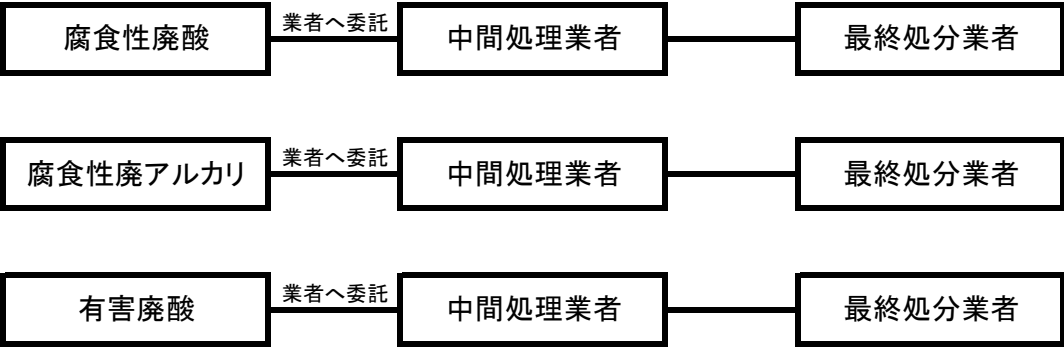 腐食性廃酸
業者へ委託
中間処理業者
最終処分業者
腐食性廃アルカリ
業者へ委託
中間処理業者
最終処分業者
有害廃酸
業者へ委託
中間処理業者
最終処分業者